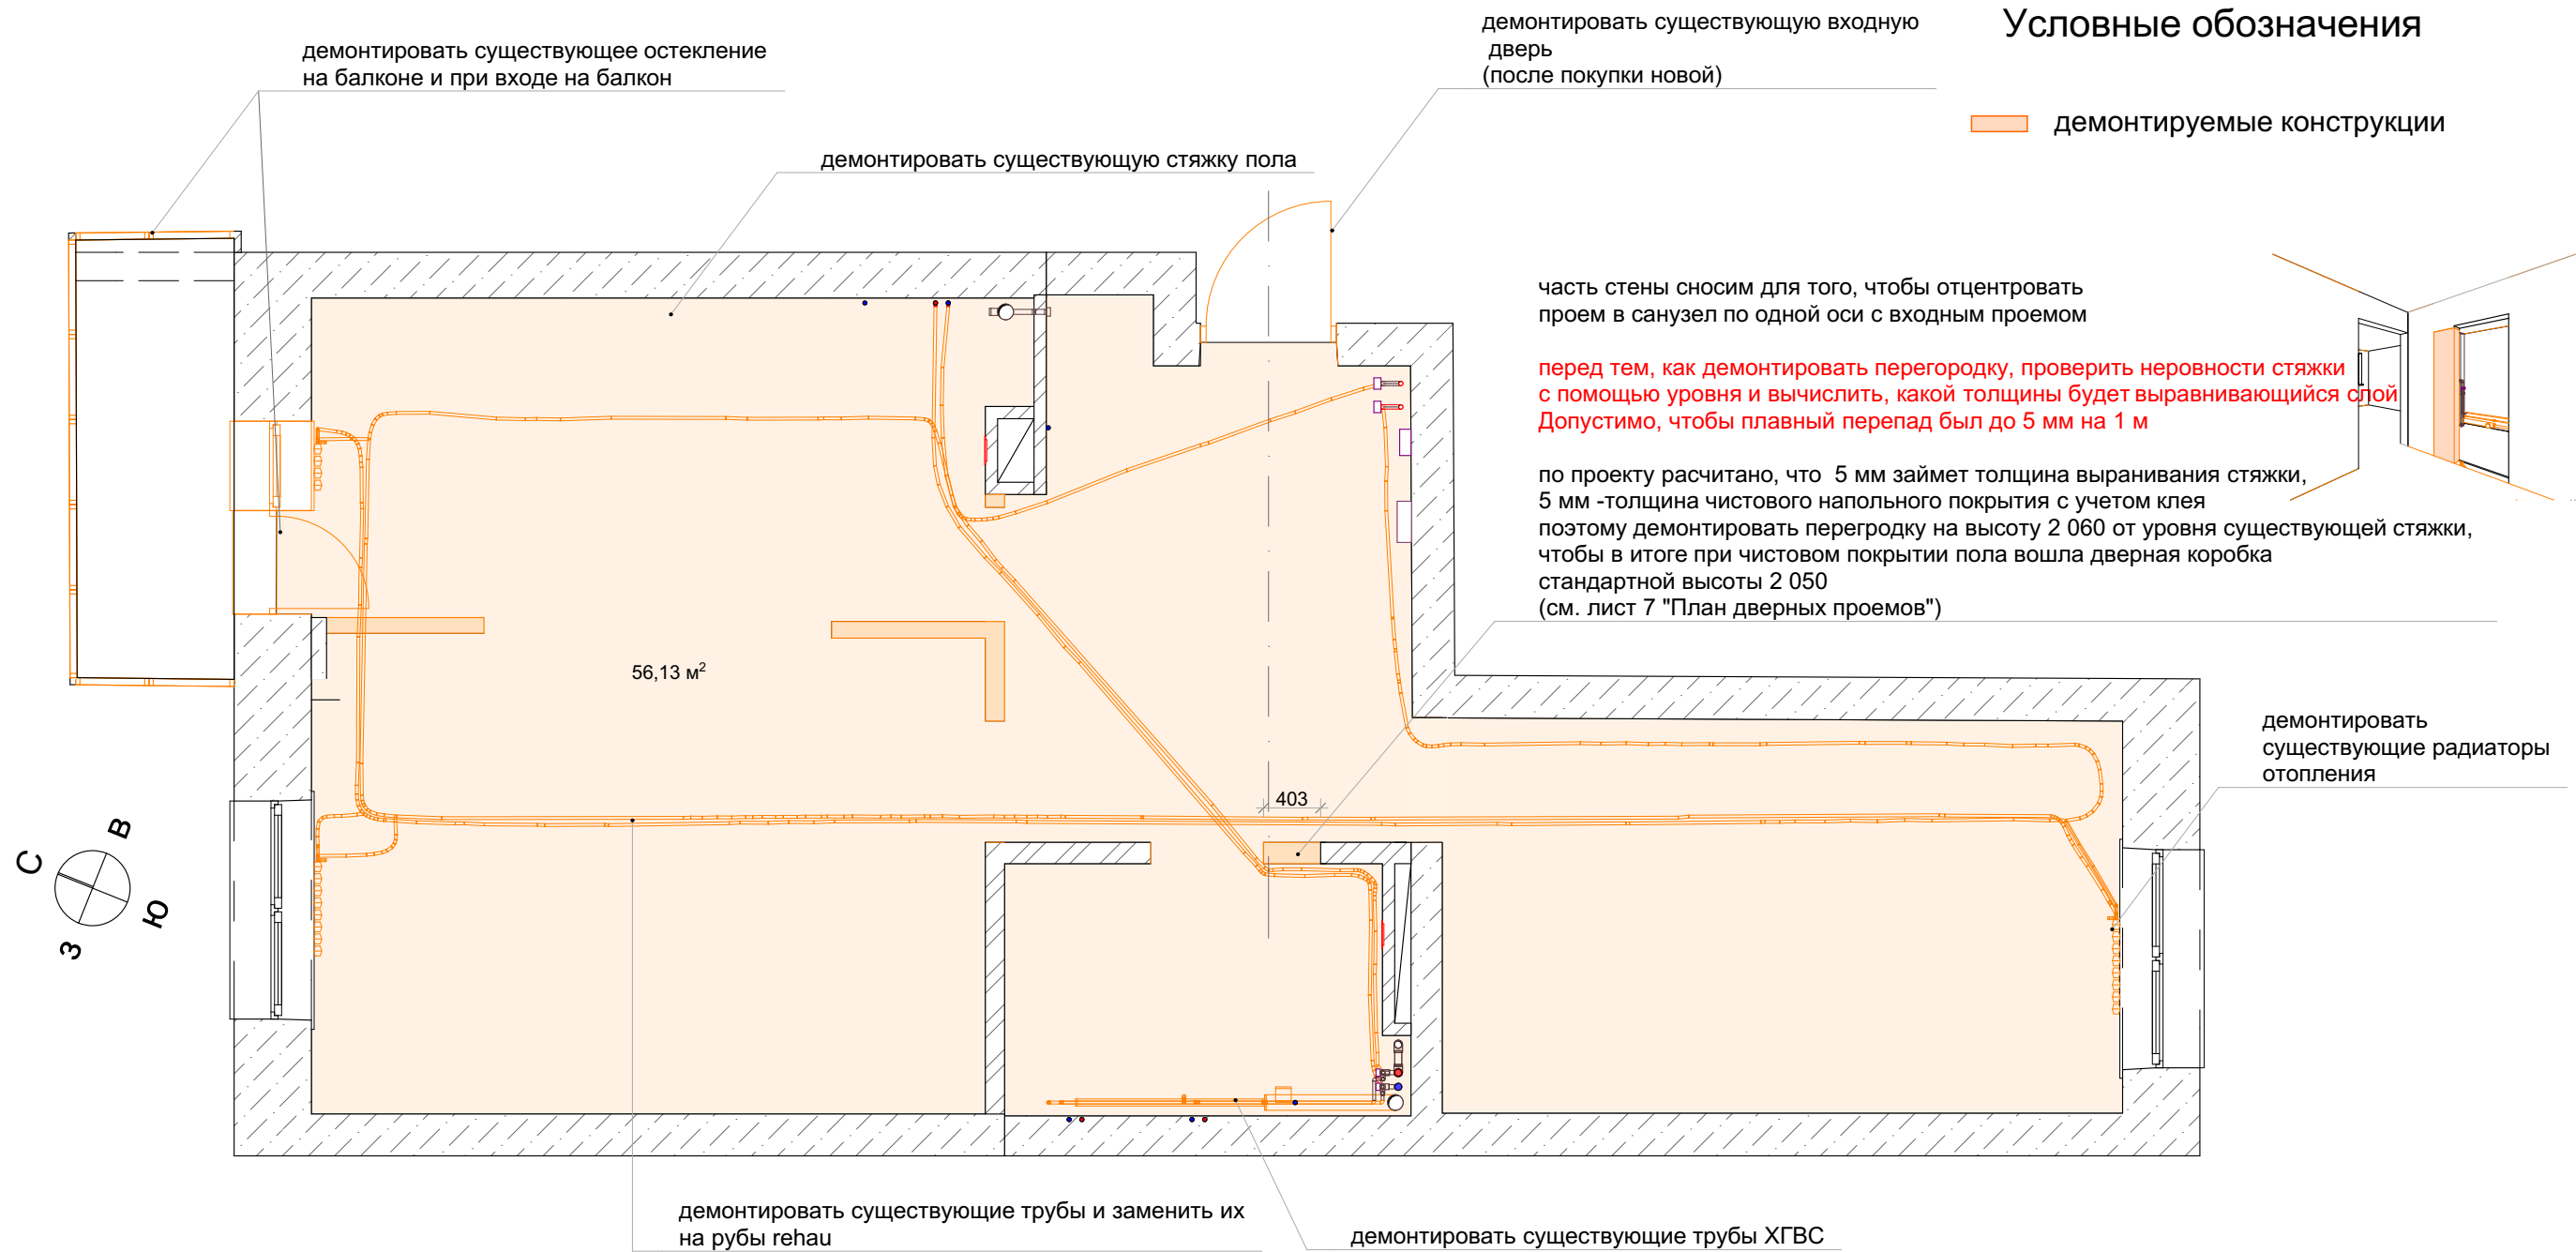 Условные обозначения
демонтируемые конструкции
демонтировать существующее остекление
на балконе и при входе на балкон
демонтировать существующую входную
дверь
(после покупки новой)
демонтировать существующую стяжку пола
часть стены сносим для того, чтобы отцентровать
проем в санузел по одной оси с входным проемом
перед тем, как демонтировать перегородку, проверить неровности стяжки
с помощью уровня и вычислить, какой толщины будет выравнивающийся слой
Допустимо, чтобы плавный перепад был до 5 мм на 1 м
по проекту расчитано, что 5 мм займет толщина выранивания стяжки,
5 мм -толщина чистового напольного покрытия с учетом клея
поэтому демонтировать перегродку на высоту 2 060 от уровня существующей стяжки,
чтобы в итоге при чистовом покрытии пола вошла дверная коробка
стандартной высоты 2 050
(см. лист 7 "План дверных проемов")
56,13 м²
403
демонтировать
существующие радиаторы
отопления
С
В
З
Ю
демонтировать существующие трубы и заменить их
на рубы rehau
демонтировать существующие трубы ХГВС